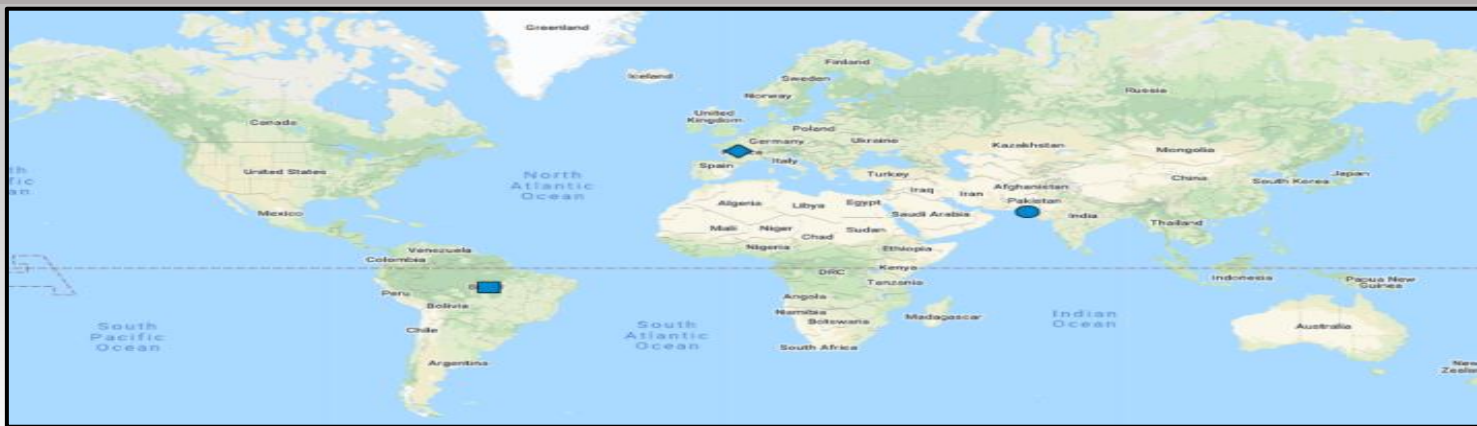 Greenland
Iceland
Finland
Sweden
Norway
Russia
United
Kingdom
Canada
Poland
Germany
Ukraine
Kazakhstan
Mongolia
Italy
Spain
United States
North
Atlantic
Ocean
Turkey
China
Japan
South Korea
Iraq
Iran
Afghanistan
Pakistan
Algeria
Libya
Egypt
Saudi Arabia
India
Mexico
Mali
Niger
Chad
Sudan
Thailand
Nigeria
Ethiopia
Venezuela
Colombia
DRC
Kenya
Tanzania
Indonesia
Papua New
Guinea
Peru
Bolivia
Angola
Namibia
Botswana
Madagascar
Indian
Ocean
South
Pacific
Ocean
Chile
South
Atlantic
Ocean
South Africa
Australia
Argentina
New